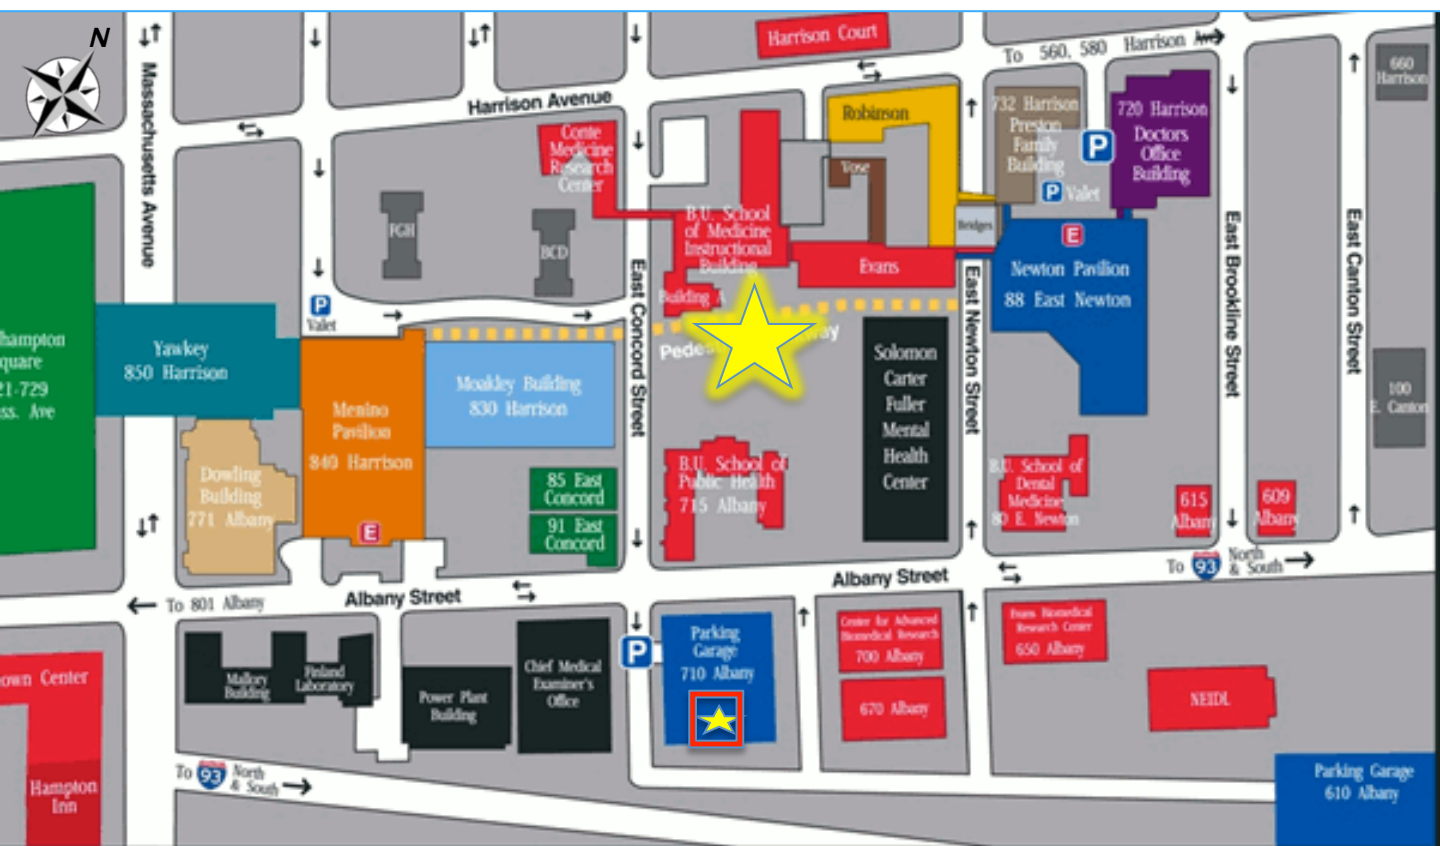 N
Massachusetts Avenue
Harrison Avenue
Harrison Court
To 560, 580 Harrison Ave
660
Harrison
Conte
Medicine
Research
Center
Robinson
Vose
732 Harrison
Preston
Family
Building
P
P Valet
720 Harrison
Doctors
Office
Building
FGH
BCD
B.U. School
of Medicine
Instructional
Building
Building A
Evans
Bridges
E
Newton Pavilion
88 East Newton
East Concord Street
East Newton Street
East Brookline Street
East Canton Street
P
Valet
Yawkey
850 Harrison
Menino
Pavilion
840 Harrison
E
Moakley Building
830 Harrison
Solomon
Carter
Fuller
Mental
Health
Center
100
E. Canton
Dowling
Building
771 Albany
85 East
Concord
91 East
Concord
B.U. School of
Public Health
715 Albany
B.U. School of
Dental
Medicine
80 E. Newton
615
Albany
609
Albany
To 801 Albany
Albany Street
Albany Street
To 93 North
& South
Mallory
Building
Finland
Laboratory
Power Plant
Building
Chief Medical
Examiner's
Office
P
Parking
Garage
710 Albany
Center for Advanced
Biomedical Research
700 Albany
670 Albany
Evans Biomedical
Research Center
650 Albany
NEIDL
Hampton
Inn
To 93 North
& South
Parking Garage
610 Albany